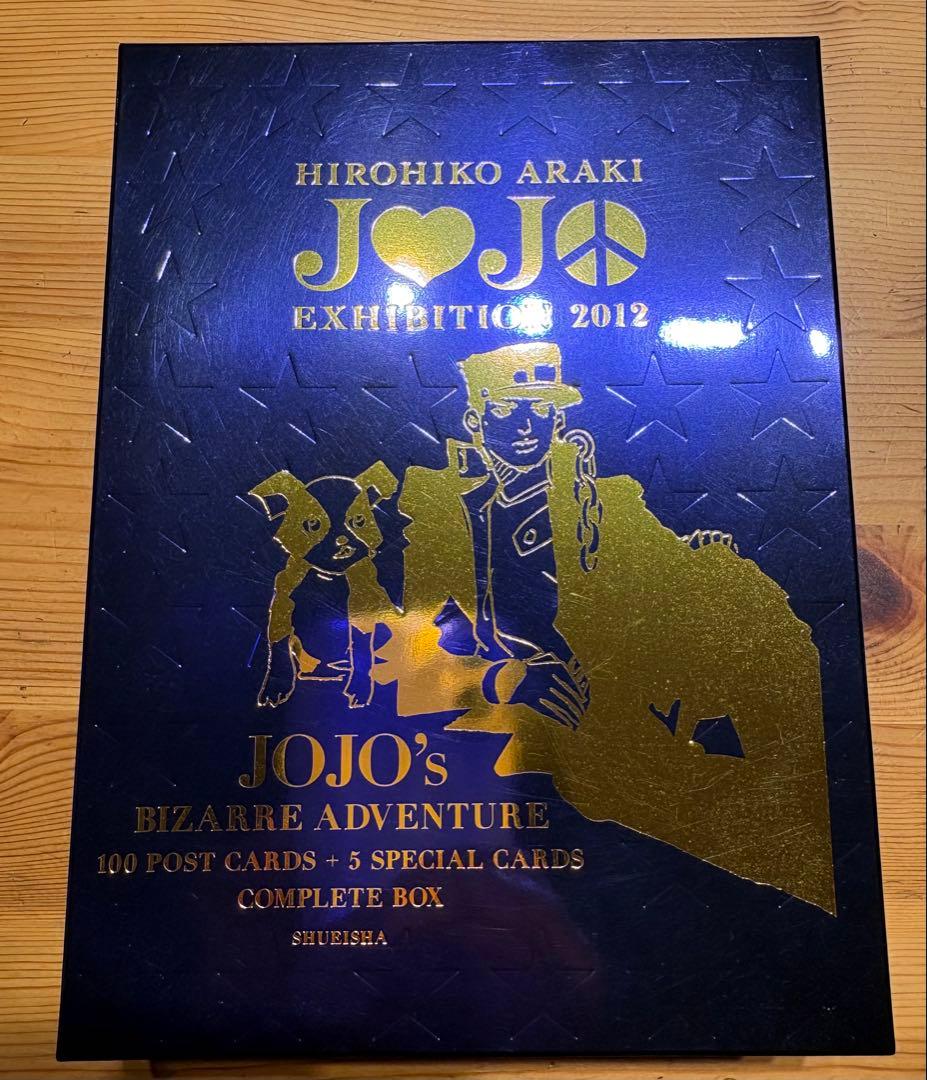 HIROHIKO ARAKI
JOJO
EXHIBITION 2012
JOJO's
BIZARRE ADVENTURE
100 POST CARDS + 5 SPECIAL CARDS
COMPLETE BOX
SHUEISHA